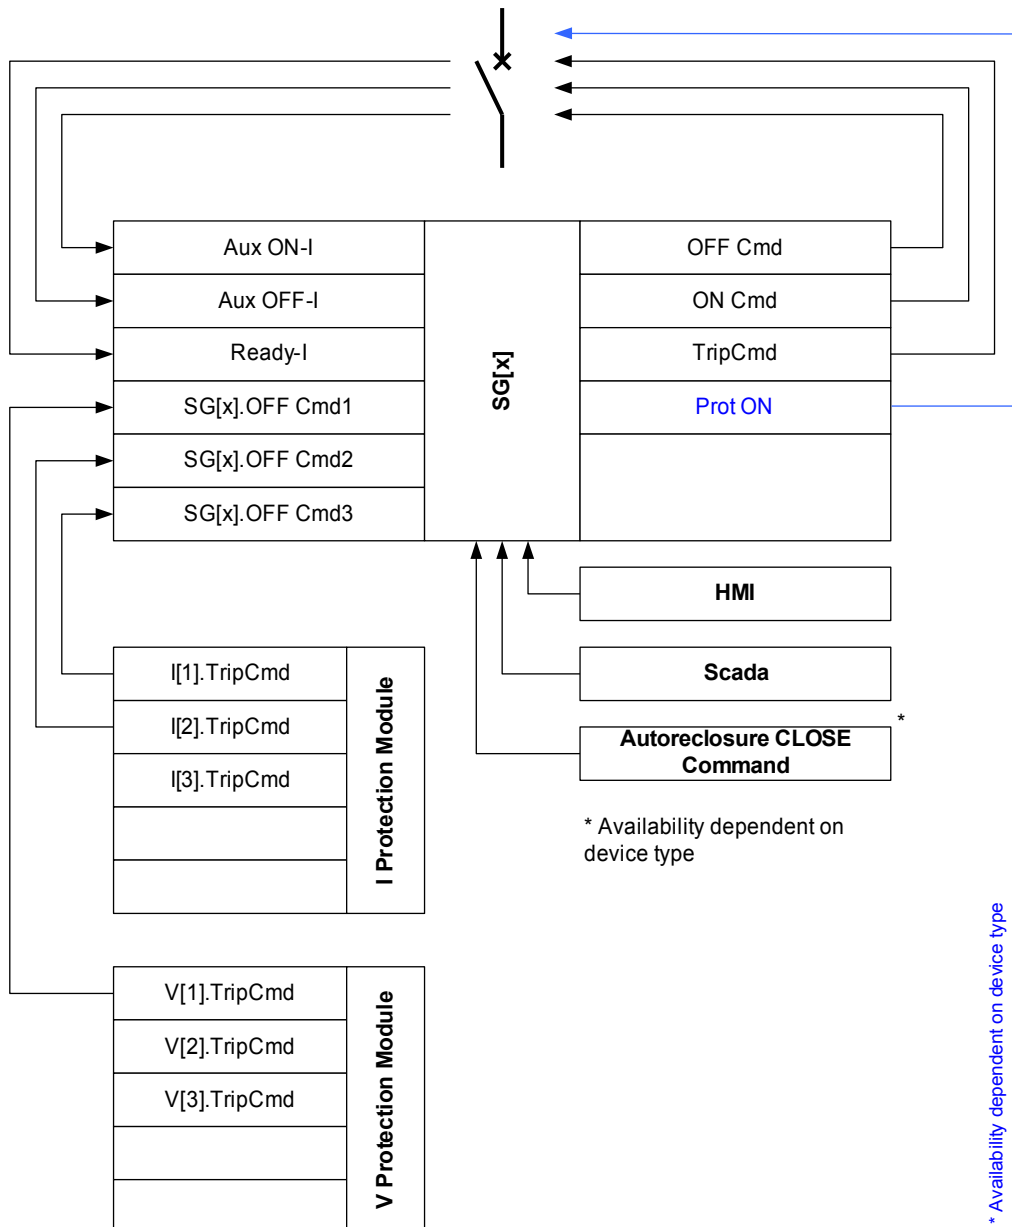 Aux ON-I
OFF Cmd
Aux OFF-I
ON Cmd
Ready-I
TripCmd
SG[x].OFF Cmd1
Prot ON
SG[x].OFF Cmd2
SG[x].OFF Cmd3
SG[x]
HMI
Scada
*
Autoreclosure CLOSE
Command
* Availability dependent on
device type
I[1].TripCmd
I[2].TripCmd
I[3].TripCmd
I Protection Module
V[1].TripCmd
V[2].TripCmd
V[3].TripCmd
V Protection Module
* Availability dependent on device type